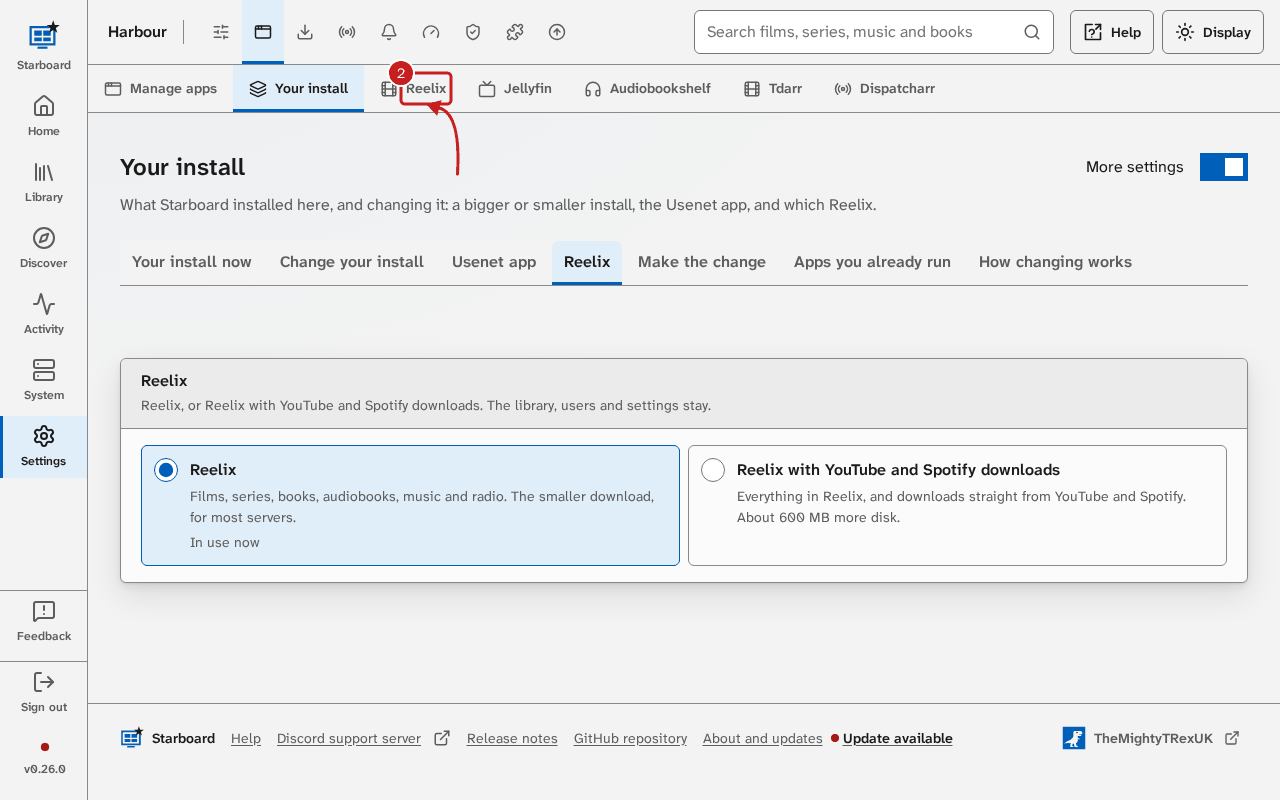 Starboard
Home
Library
Discover
Activity
System
Settings
Feedback
Sign out
v0.26.0
Harbour
Search films, series, music and books
Help
Display
Manage apps
Your install
2
Reelix
Jellyfin
Audiobookshelf
Tdarr
Dispatcharr
Your install
More settings
What Starboard installed here, and changing it: a bigger or smaller install, the Usenet app, and which Reelix.
Your install now
Change your install
Usenet app
Reelix
Make the change
Apps you already run
How changing works
Reelix
Reelix, or Reelix with YouTube and Spotify downloads. The library, users and settings stay.
Reelix
Films, series, books, audiobooks, music and radio. The smaller download,
for most servers.
In use now
Reelix with YouTube and Spotify downloads
Everything in Reelix, and downloads straight from YouTube and Spotify.
About 600 MB more disk.
Starboard
Help
Discord support server
Release notes
GitHub repository
About and updates
Update available
TheMightyTRexUK